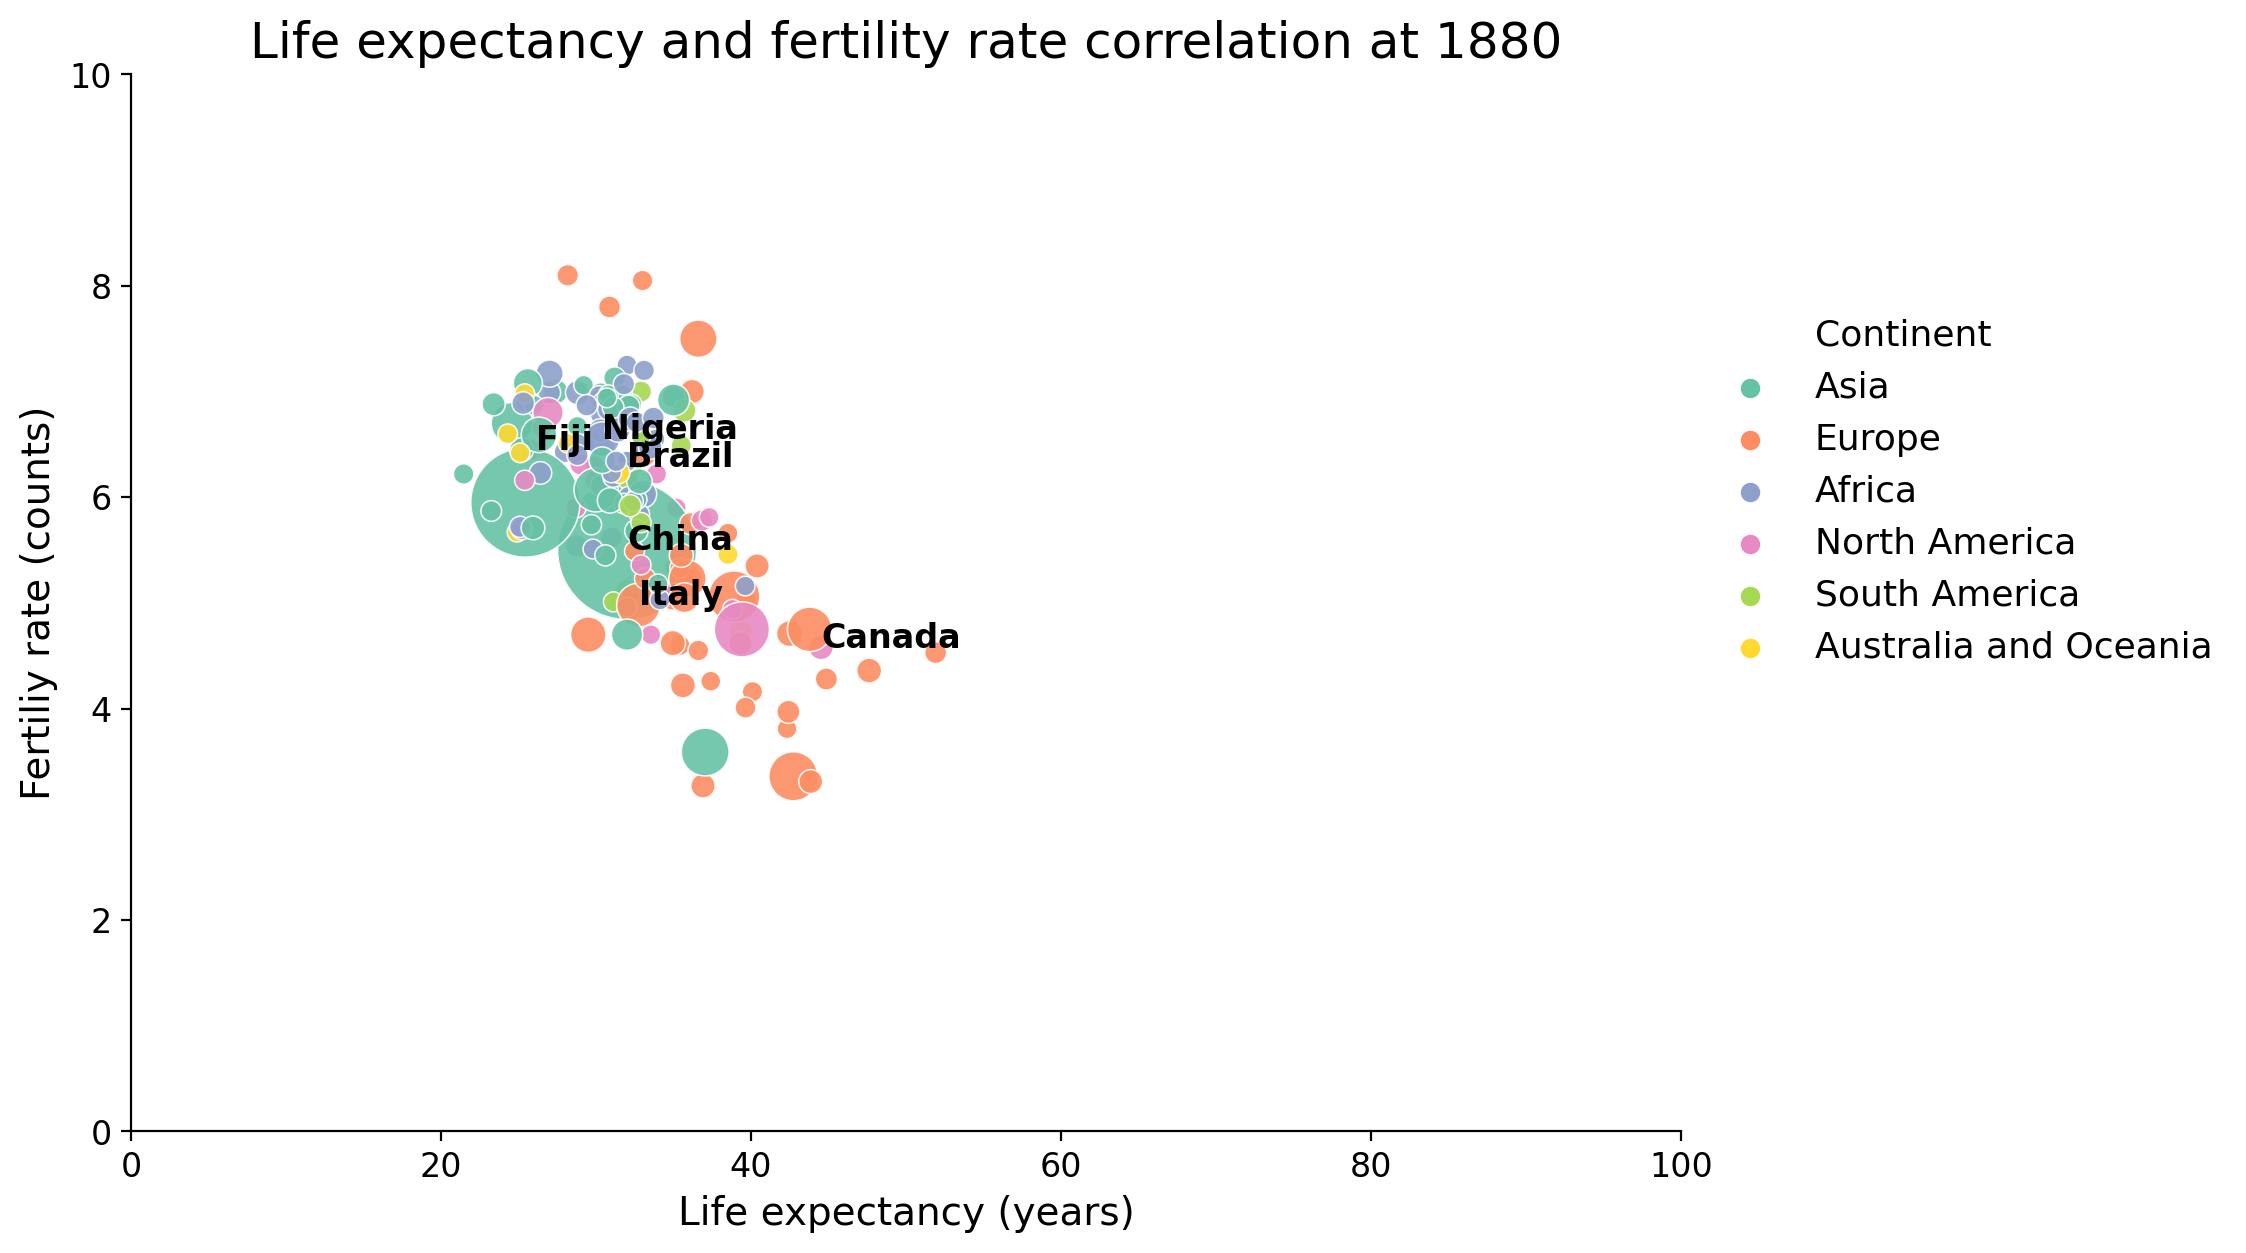 Life expectancy and fertility rate correlation at 1880
10
8
6
4
2
0
Fertiliy rate (counts)
Nigeria
Fiji
Brazil
China
Italy
Canada
0 20 40 60 80 100
Life expectancy (years)
Continent
Asia
Europe
Africa
North America
South America
Australia and Oceania